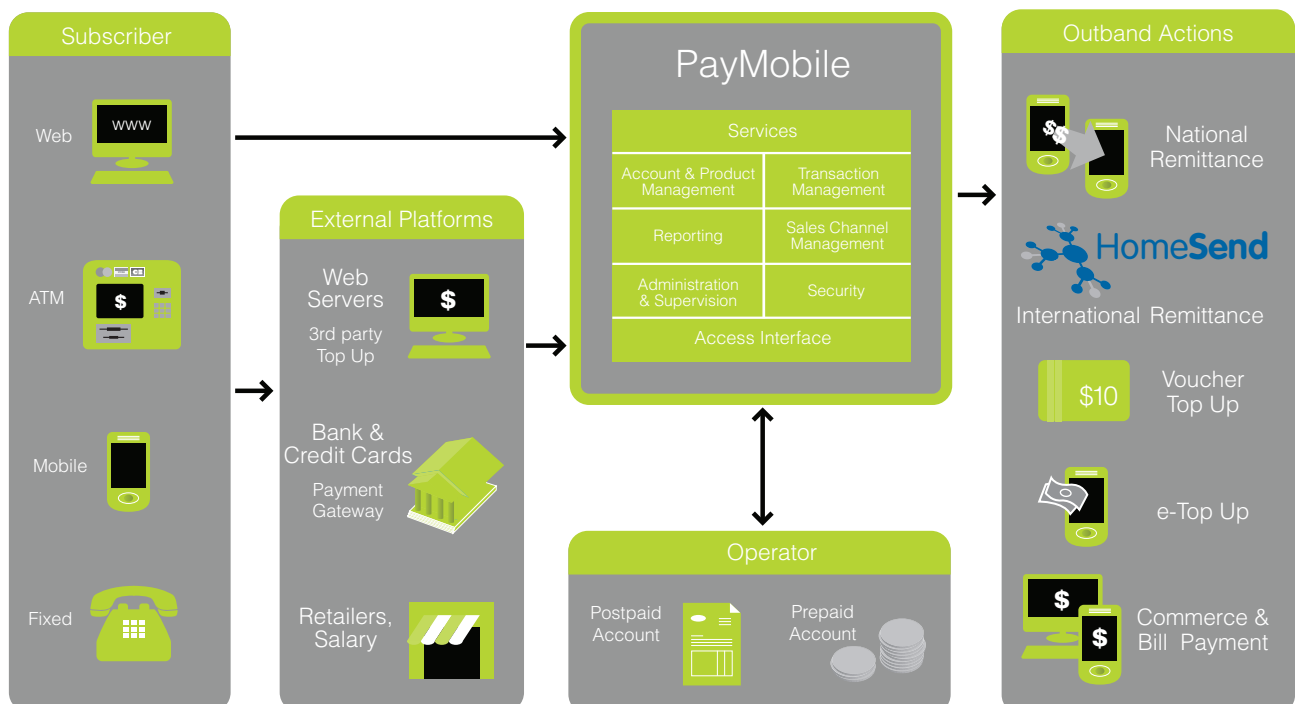 Subscriber
Web
www
ATM
$
Mobile
Fixed
External Platforms
Web
Servers
3rd party
Top Up
$
Bank &
Credit Cards
Payment
Gateway
Retailers,
Salary
PayMobile
Services
Account & Product
Management
Transaction
Management
Reporting
Sales Channel
Management
Administration
& Supervision
Security
Access Interface
Operator
Postpaid
Account
Prepaid
Account
Outband Actions
$$
National
Remittance
HomeSend
International Remittance
$10
Voucher
Top Up
e-Top Up
$
$
Commerce &
Bill Payment